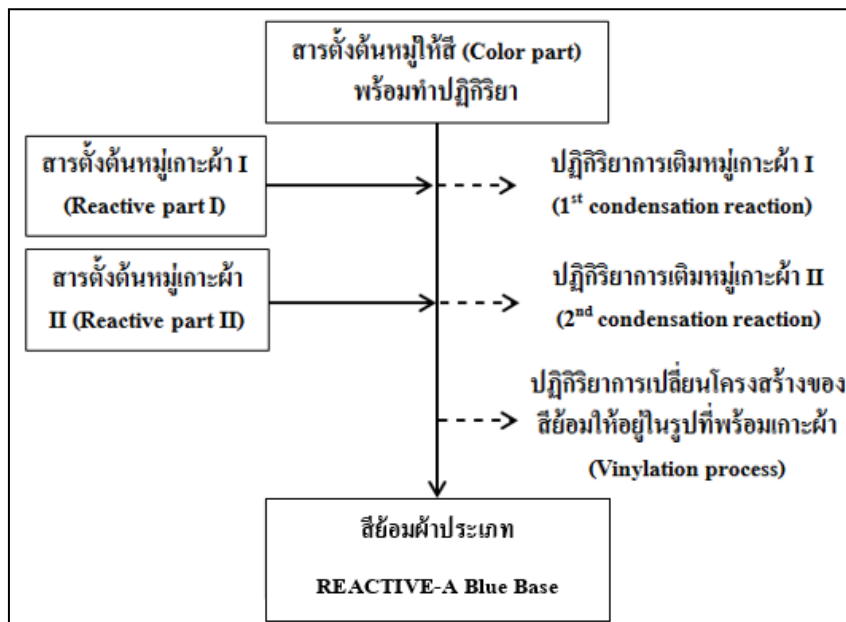 สารตั้งต้นหมู่ให้สี (Color part)
พร้อมทำปฏิกิริยา
สารตั้งต้นหมู่เกาะผ้า I
(Reactive part I)
ปฏิกิริยาการเติมหมู่เกาะผ้า I
(1st condensation reaction)
สารตั้งต้นหมู่เกาะผ้า
II (Reactive part II)
ปฏิกิริยาการเติมหมู่เกาะผ้า II
(2nd condensation reaction)
ปฏิกิริยาการเปลี่ยนโครงสร้างของ
สีย้อมให้อยู่ในรูปที่พร้อมเกาะผ้า
(Vinylation process)
สีย้อมผ้าประเภท
REACTIVE-A Blue Base